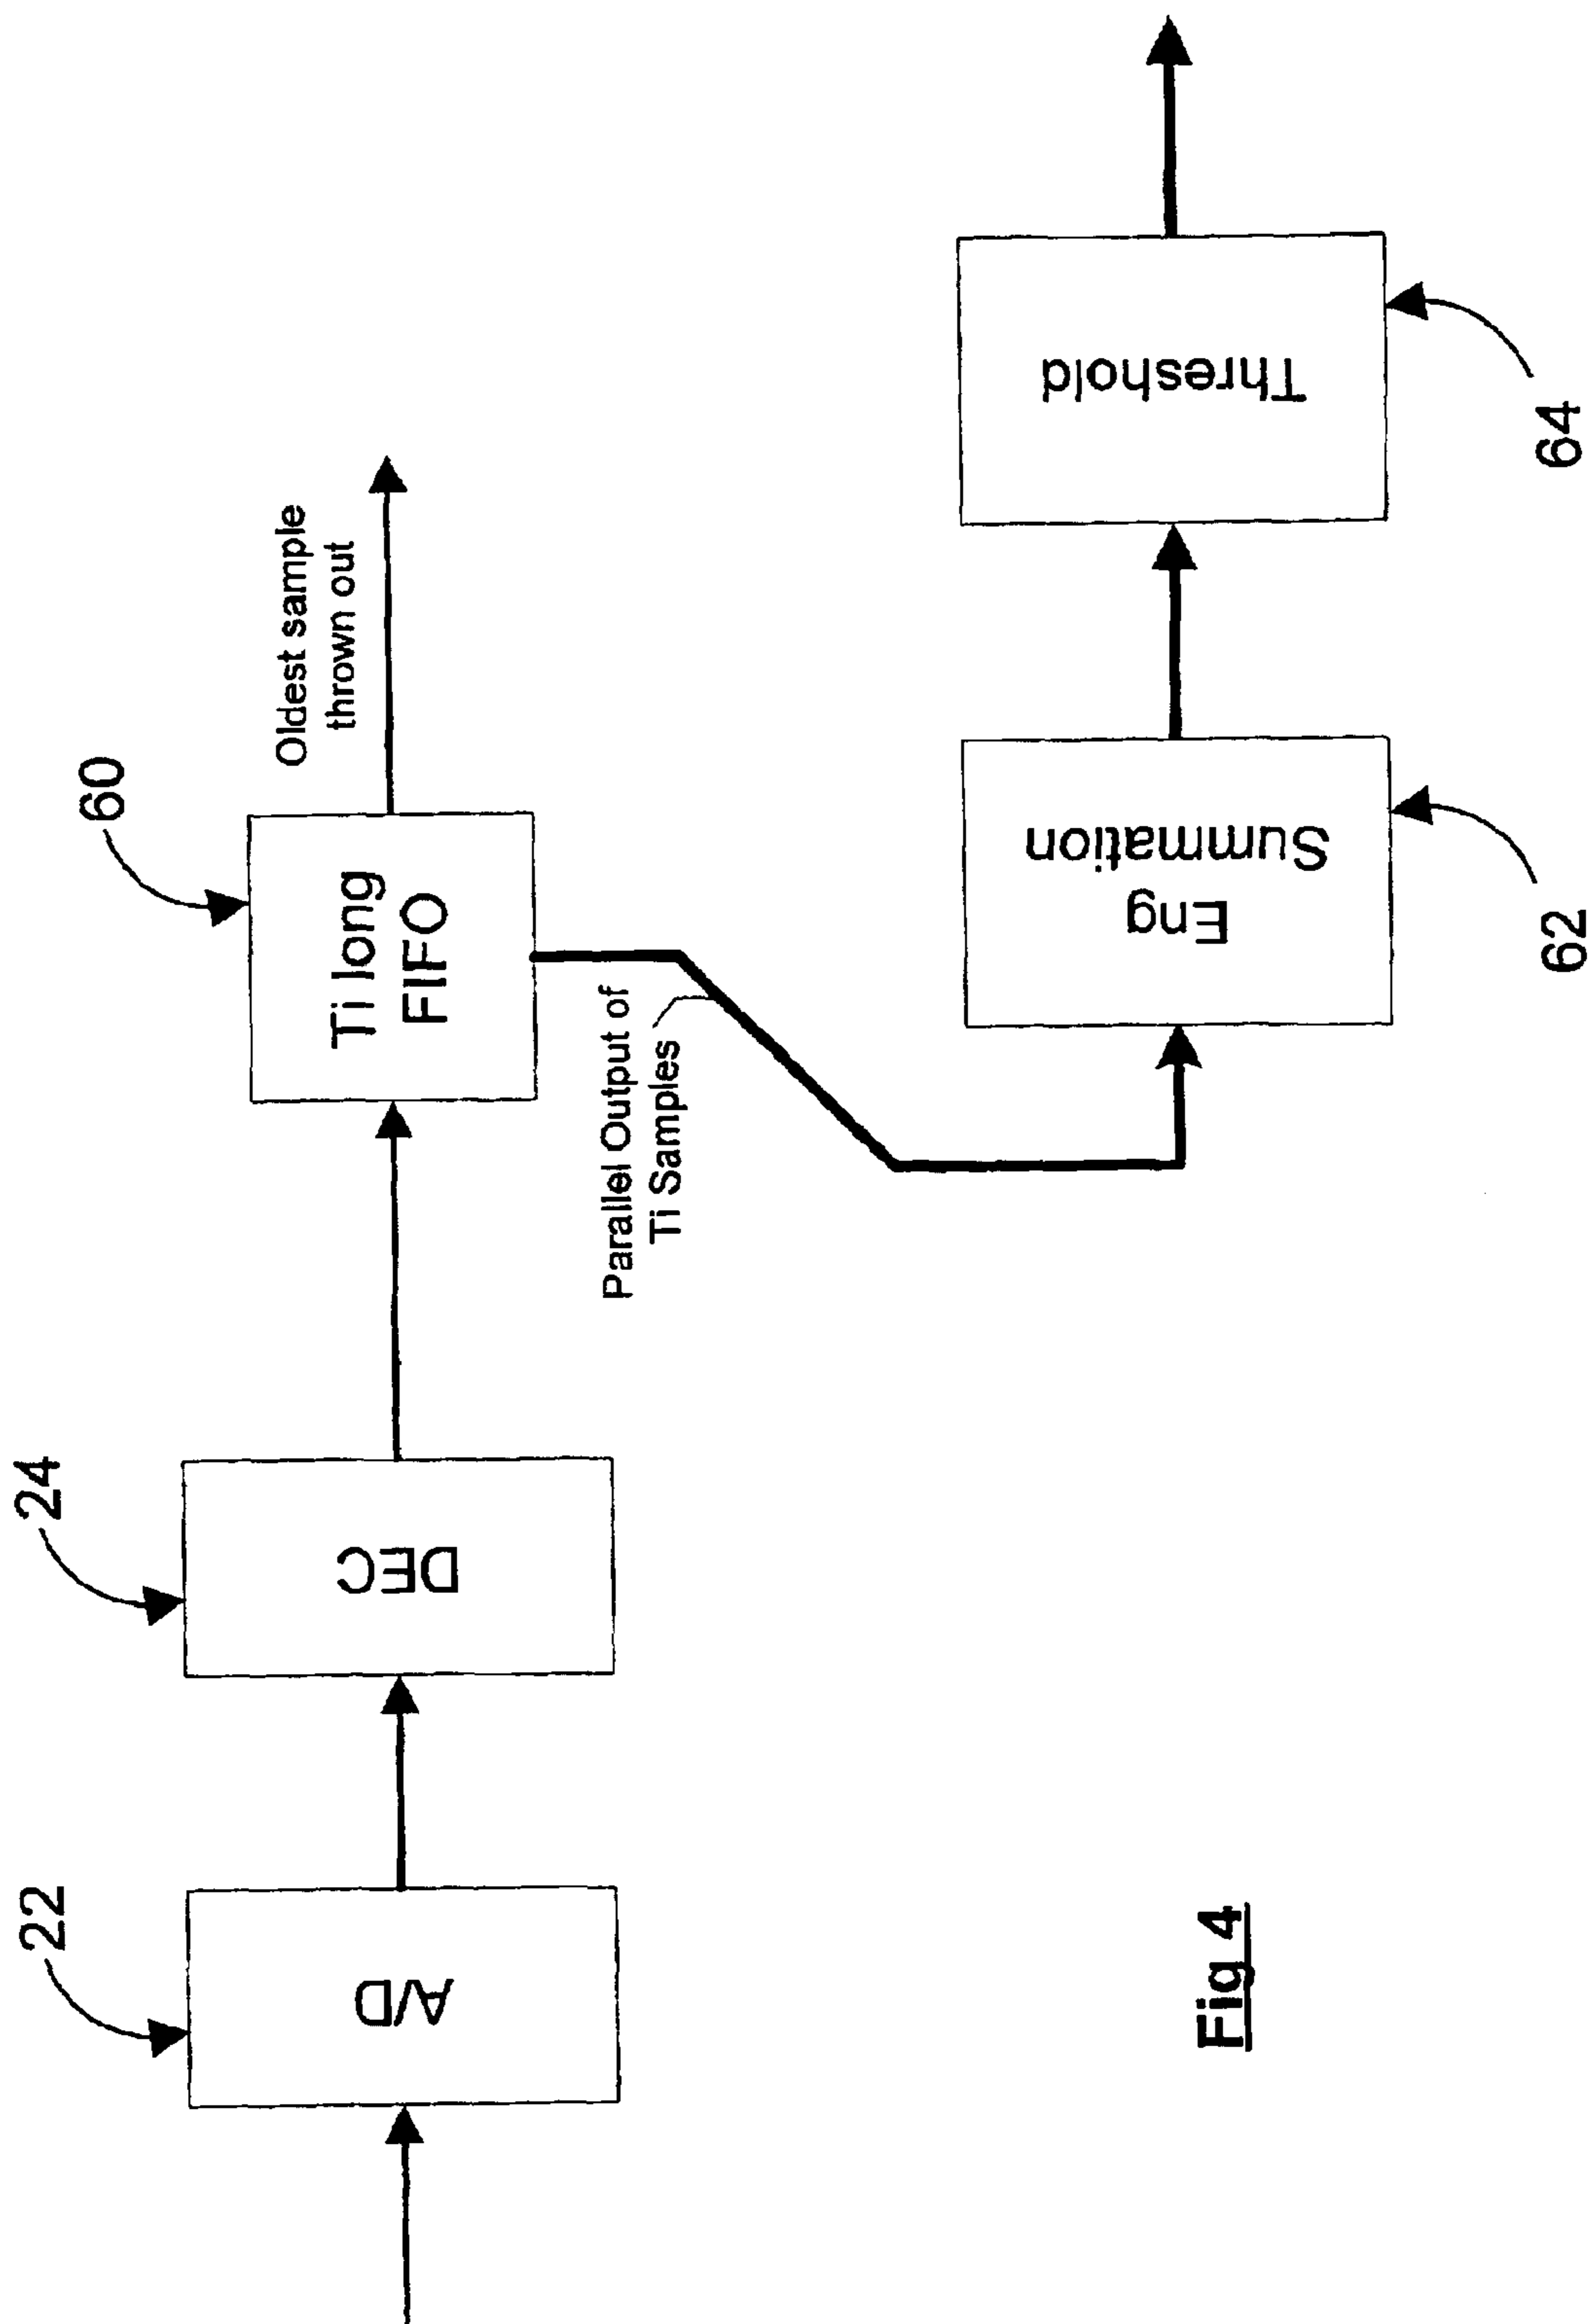 22
A/D
24
DEC
60
Ti long
FIFO
Oldest sample
thrown out
Parallel Output of
Ti Samples
Eng
Summation
62
Threshold
64
Fig 4